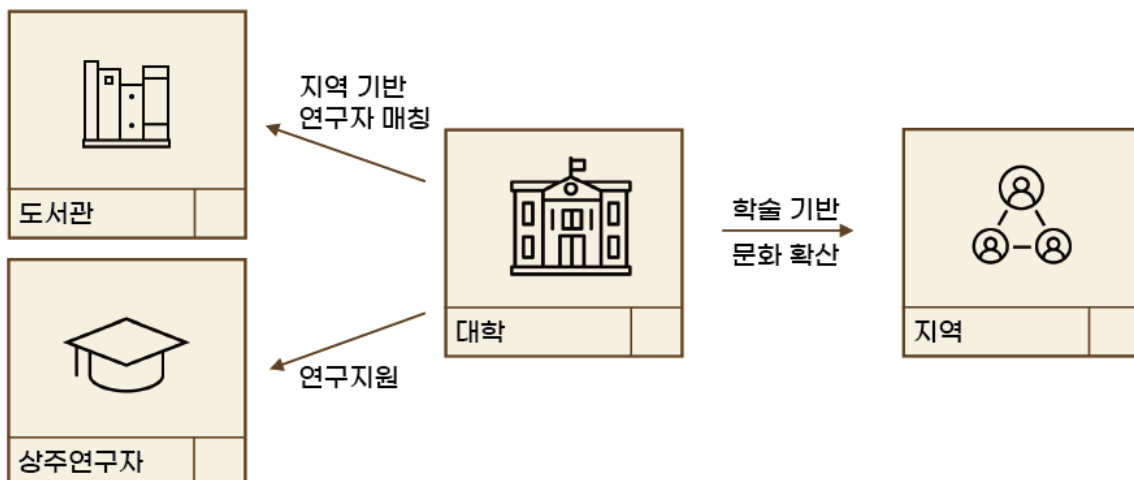 도서관
지역 기반
연구자 매칭
상주연구자
연구지원
대학
학술 기반
문화 확산
지역